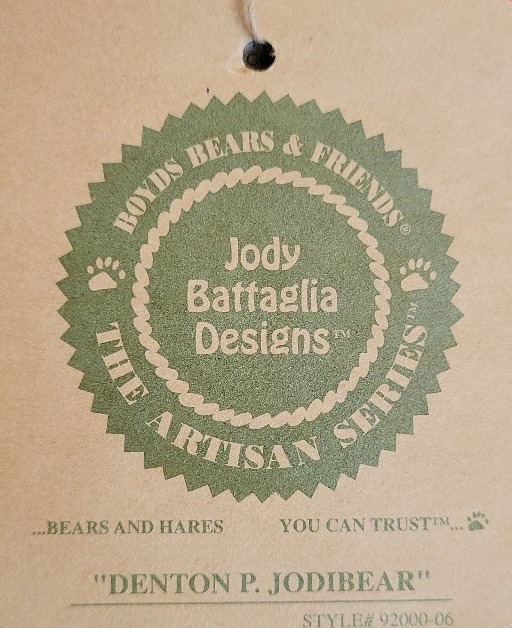 BOYDS BEARS & FRIENDS®
Jody
Battaglia
Designs™
THE ARTISAN SERIES™
...BEARS AND HARES YOU CAN TRUST™...
"DENTON P. JODIBEAR"
STYLE# 92000-06